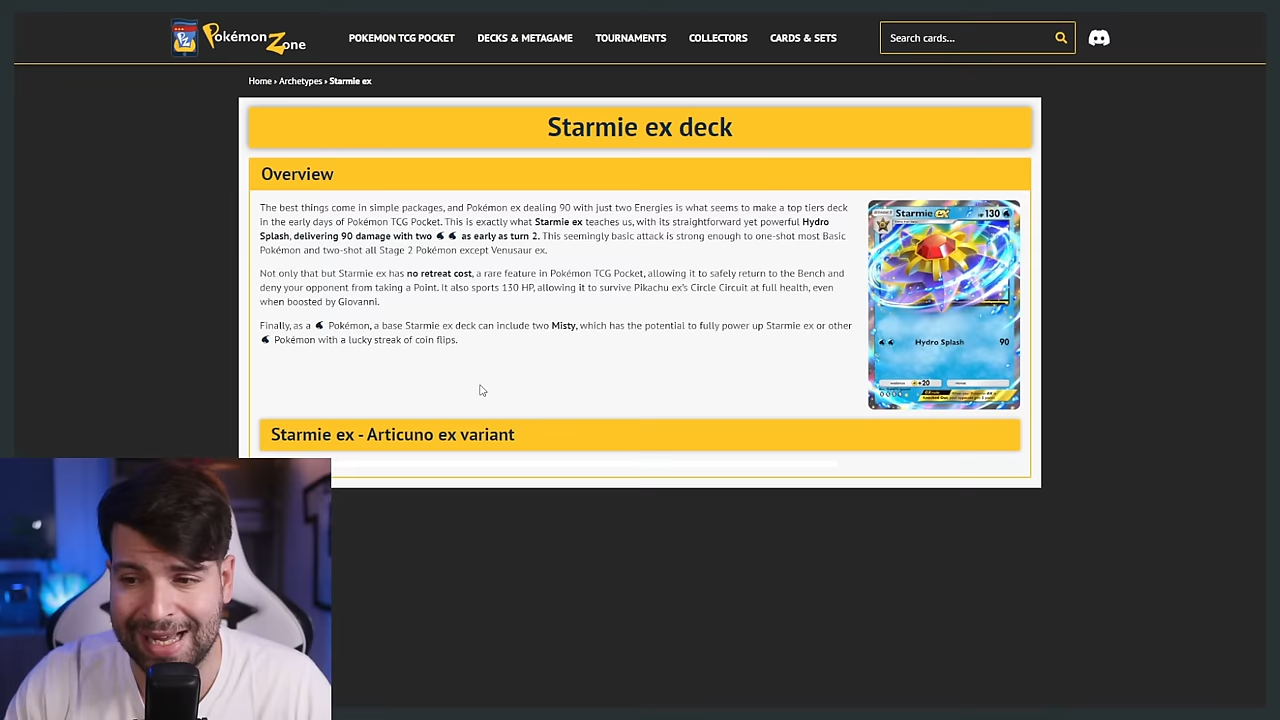 Pokémon Zone
POKEMON TCG POCKET
DECKS & METAGAME
TOURNAMENTS
COLLECTORS
CARDS & SETS
Search cards...
Home › Archetypes › Starmie ex
Starmie ex deck
Overview
The best things come in simple packages, and Pokémon ex dealing 90 with just two Energies is what seems to make a top tiers deck
in the early days of Pokémon TCG Pocket. This is exactly what Starmie ex teaches us, with its straightforward yet powerful Hydro
Splash, delivering 90 damage with two as early as turn 2. This seemingly basic attack is strong enough to one-shot most Basic
Pokémon and two-shot all Stage 2 Pokémon except Venusaur ex.
Not only that but Starmie ex has no retreat cost, a rare feature in Pokémon TCG Pocket, allowing it to safely return to the Bench and
deny your opponent from taking a Point. It also sports 130 HP, allowing it to survive Pikachu ex's Circle Circuit at full health, even
when boosted by Giovanni.
Finally, as a Pokémon, a base Starmie ex deck can include two Misty, which has the potential to fully power up Starmie ex or other
Pokémon with a lucky streak of coin flips.
Starmie ex HP 130
Hydro Splash 90
+20
Starmie ex - Articuno ex variant